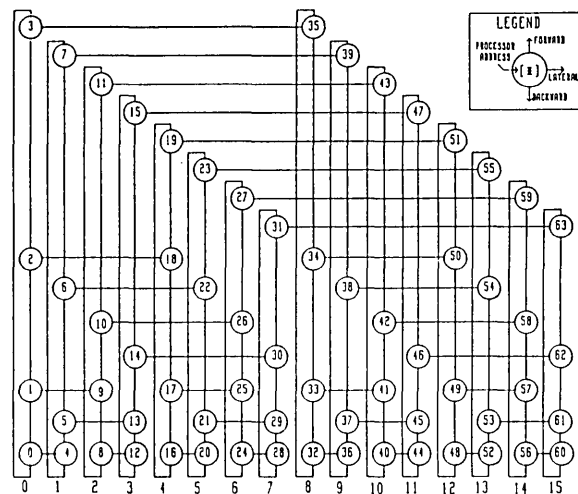 LEGEND
FORWARD
PROCESSOR
ADDRESS
[X]
LATERAL
BACKWARD
3 35
7 39
11 43
15 47
19 51
23 55
27 59
31 63
2 18 34 50
6 22 38 54
10 26 42 58
14 30 46 62
1 9 17 25 33 41 49 57
5 13 21 29 37 45 53 61
0 4 8 12 16 20 24 28 32 36 40 44 48 52 56 60
0 1 2 3 4 5 6 7 8 9 10 11 12 13 14 15